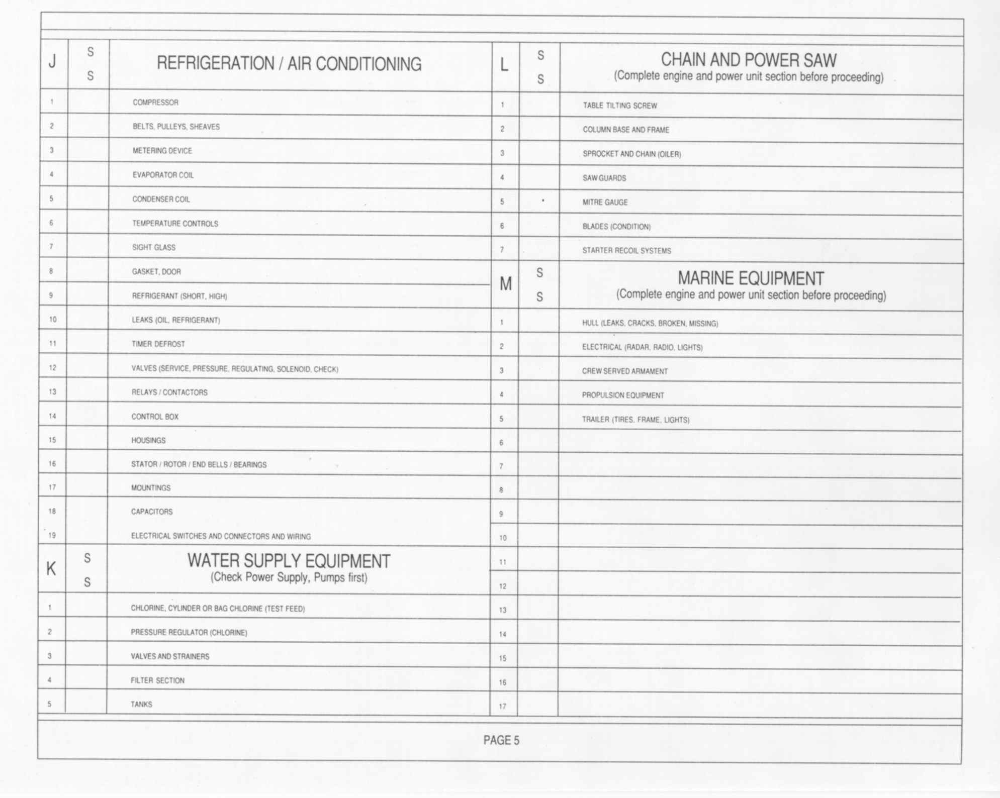 J
S
S
REFRIGERATION / AIR CONDITIONING
1 COMPRESSOR
2 BELTS, PULLEYS, SHEAVES
3 METERING DEVICE
4 EVAPORATOR COIL
5 CONDENSER COIL
6 TEMPERATURE CONTROLS
7 SIGHT GLASS
8 GASKET, DOOR
9 REFRIGERANT (SHORT, HIGH)
10 LEAKS (OIL, REFRIGERANT)
11 TIMER DEFROST
12 VALVES (SERVICE, PRESSURE, REGULATING, SOLENOID, CHECK)
13 RELAYS / CONTACTORS
14 CONTROL BOX
15 HOUSINGS
16 STATOR / ROTOR / END BELLS / BEARINGS
17 MOUNTINGS
18 CAPACITORS
19 ELECTRICAL SWITCHES AND CONNECTORS AND WIRING
K
S
S
WATER SUPPLY EQUIPMENT
(Check Power Supply, Pumps first)
1 CHLORINE, CYLINDER OR BAG CHLORINE (TEST FEED)
2 PRESSURE REGULATOR (CHLORINE)
3 VALVES AND STRAINERS
4 FILTER SECTION
5 TANKS
L
S
S
CHAIN AND POWER SAW
(Complete engine and power unit section before proceeding)
1 TABLE TILTING SCREW
2 COLUMN BASE AND FRAME
3 SPROCKET AND CHAIN (OILER)
4 SAW GUARDS
5 MITRE GAUGE
6 BLADES (CONDITION)
7 STARTER RECOIL SYSTEMS
M
S
S
MARINE EQUIPMENT
(Complete engine and power unit section before proceeding)
1 HULL (LEAKS, CRACKS, BROKEN, MISSING)
2 ELECTRICAL (RADAR, RADIO, LIGHTS)
3 CREW SERVED ARMAMENT
4 PROPULSION EQUIPMENT
5 TRAILER (TIRES, FRAME, LIGHTS)
6
7
8
9
10
11
12
13
14
15
16
17
PAGE 5